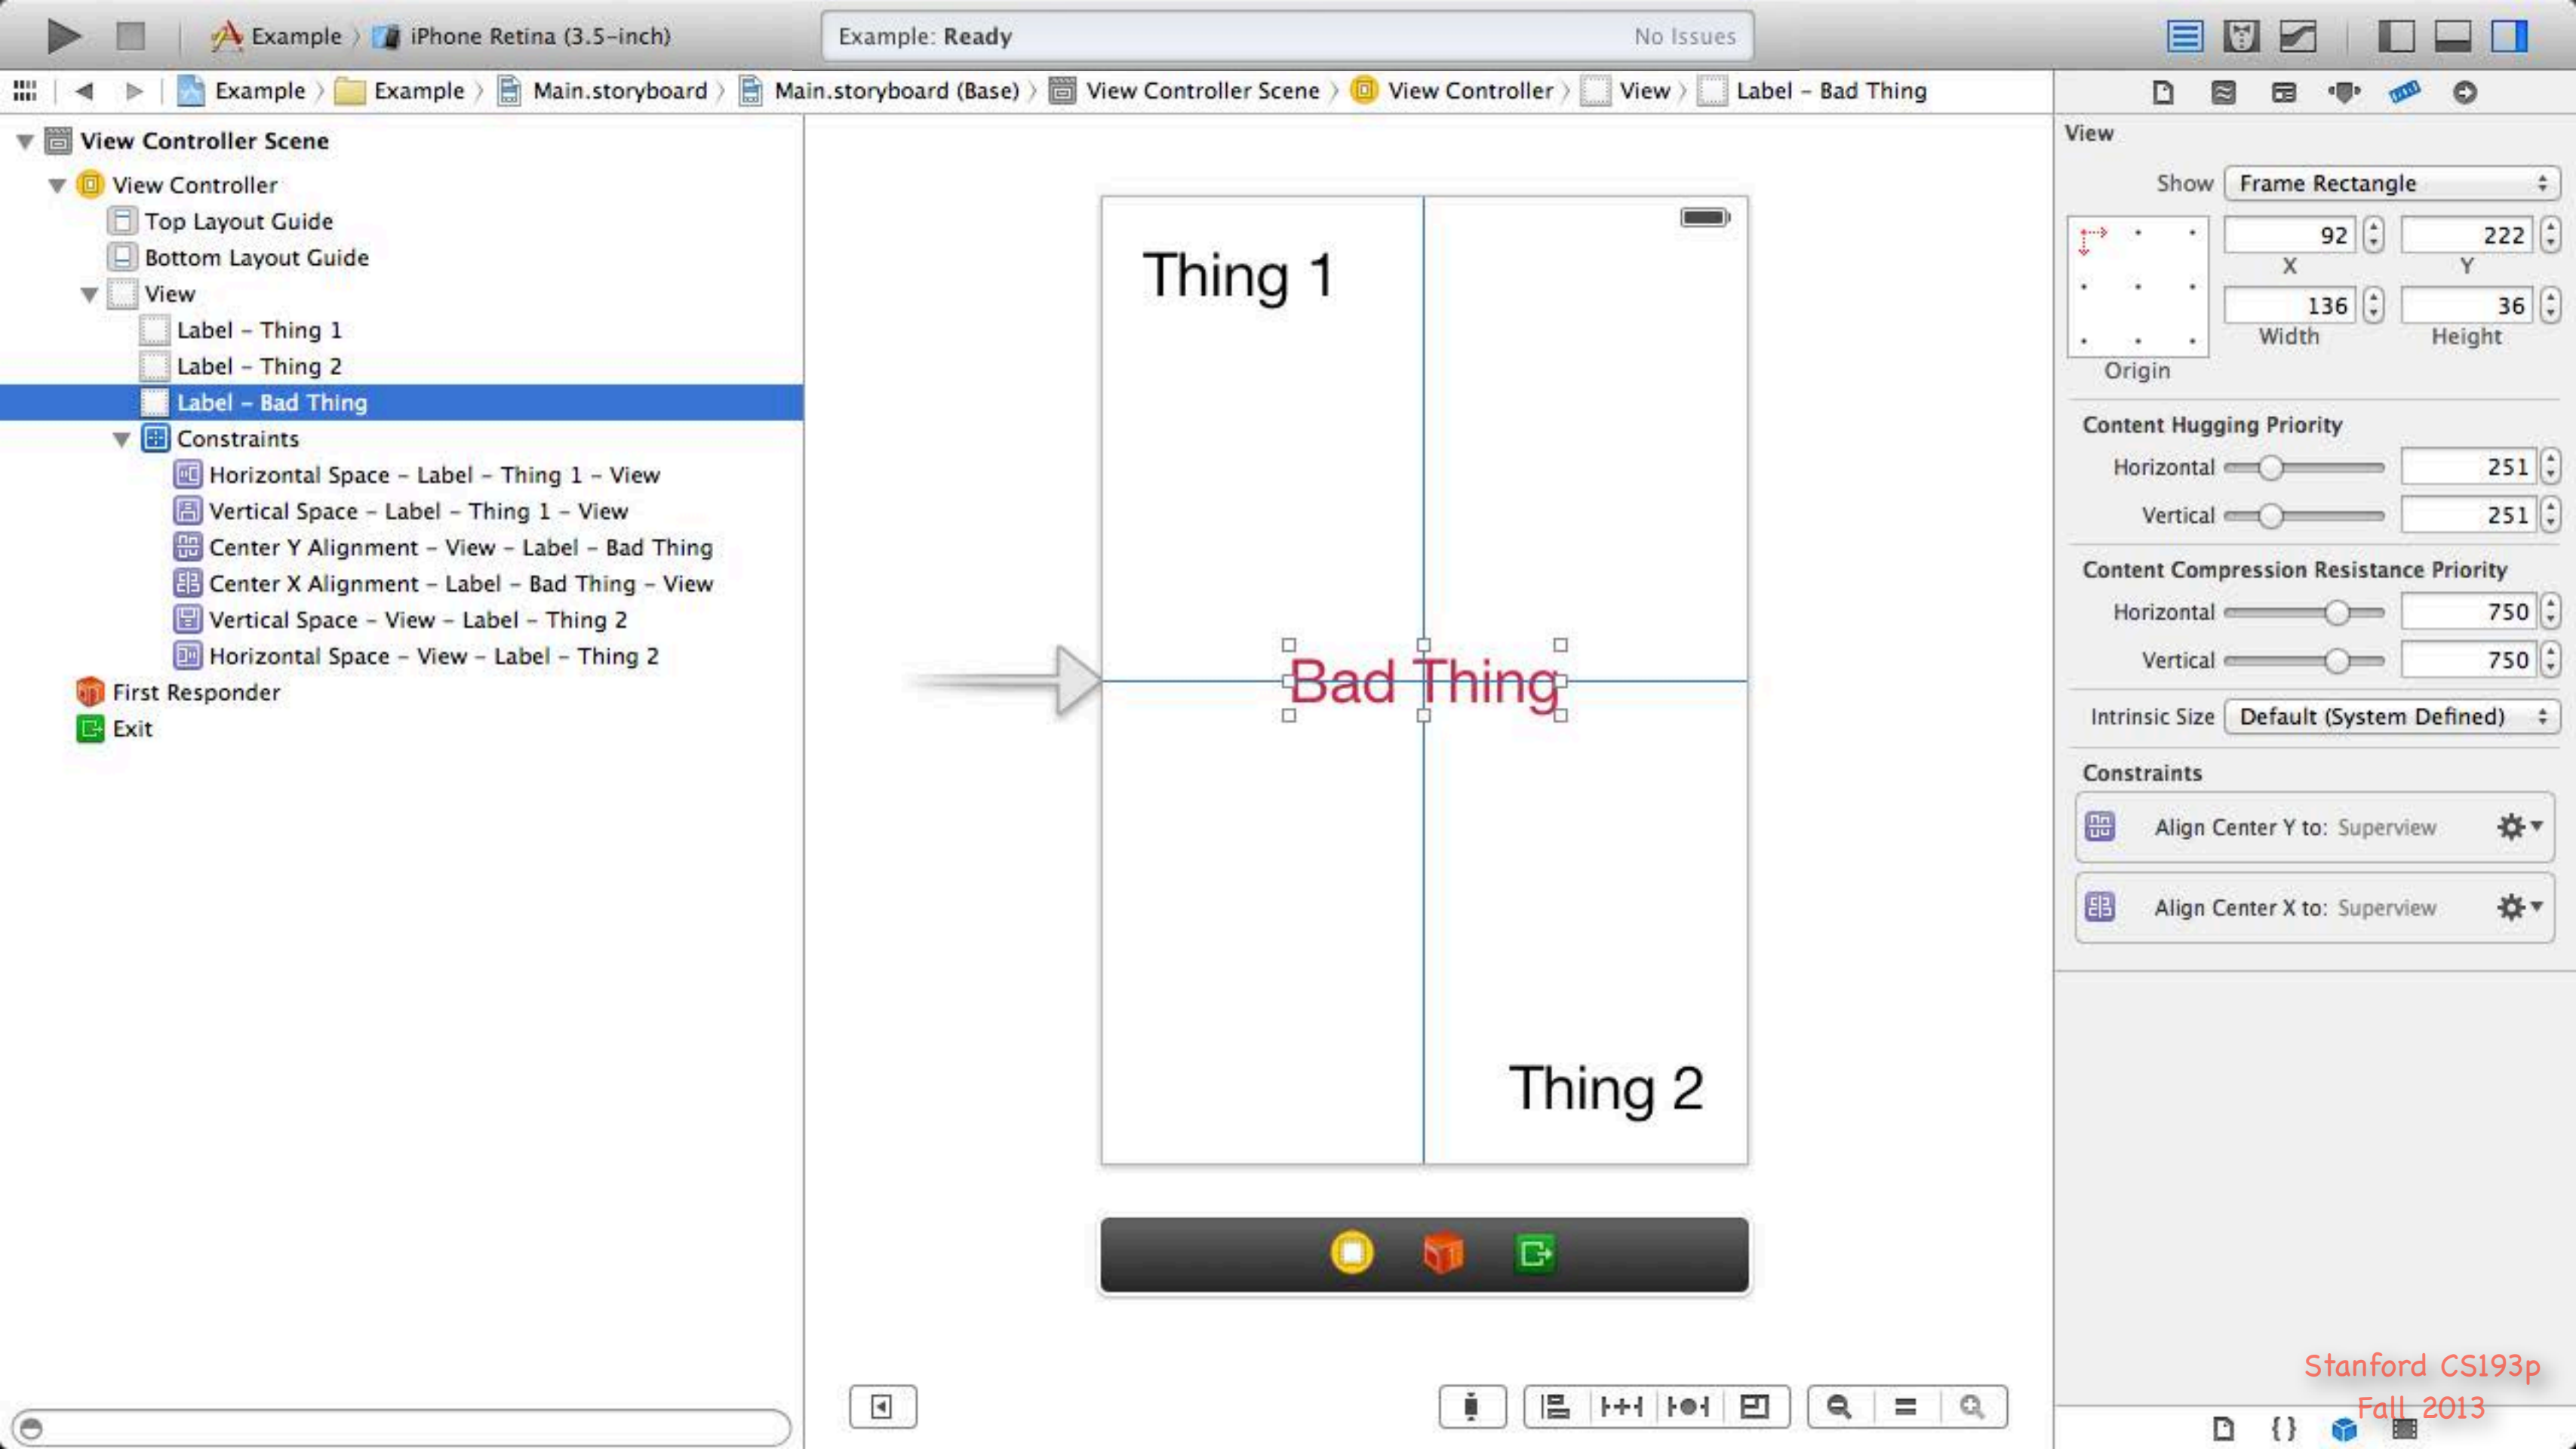 Example › iPhone Retina (3.5-inch)
Example: Ready
No Issues
Example › Example › Main.storyboard › Main.storyboard (Base) › View Controller Scene › View Controller › View › Label – Bad Thing
View Controller Scene
View Controller
Top Layout Guide
Bottom Layout Guide
View
Label – Thing 1
Label – Thing 2
Label – Bad Thing
Constraints
Horizontal Space – Label – Thing 1 – View
Vertical Space – Label – Thing 1 – View
Center Y Alignment – View – Label – Bad Thing
Center X Alignment – Label – Bad Thing – View
Vertical Space – View – Label – Thing 2
Horizontal Space – View – Label – Thing 2
First Responder
Exit
Thing 1
Bad Thing
Thing 2
View
Show Frame Rectangle
92 222
X Y
136 36
Width Height
Origin
Content Hugging Priority
Horizontal 251
Vertical 251
Content Compression Resistance Priority
Horizontal 750
Vertical 750
Intrinsic Size Default (System Defined)
Constraints
Align Center Y to: Superview
Align Center X to: Superview
Stanford CS193p
Fall 2013